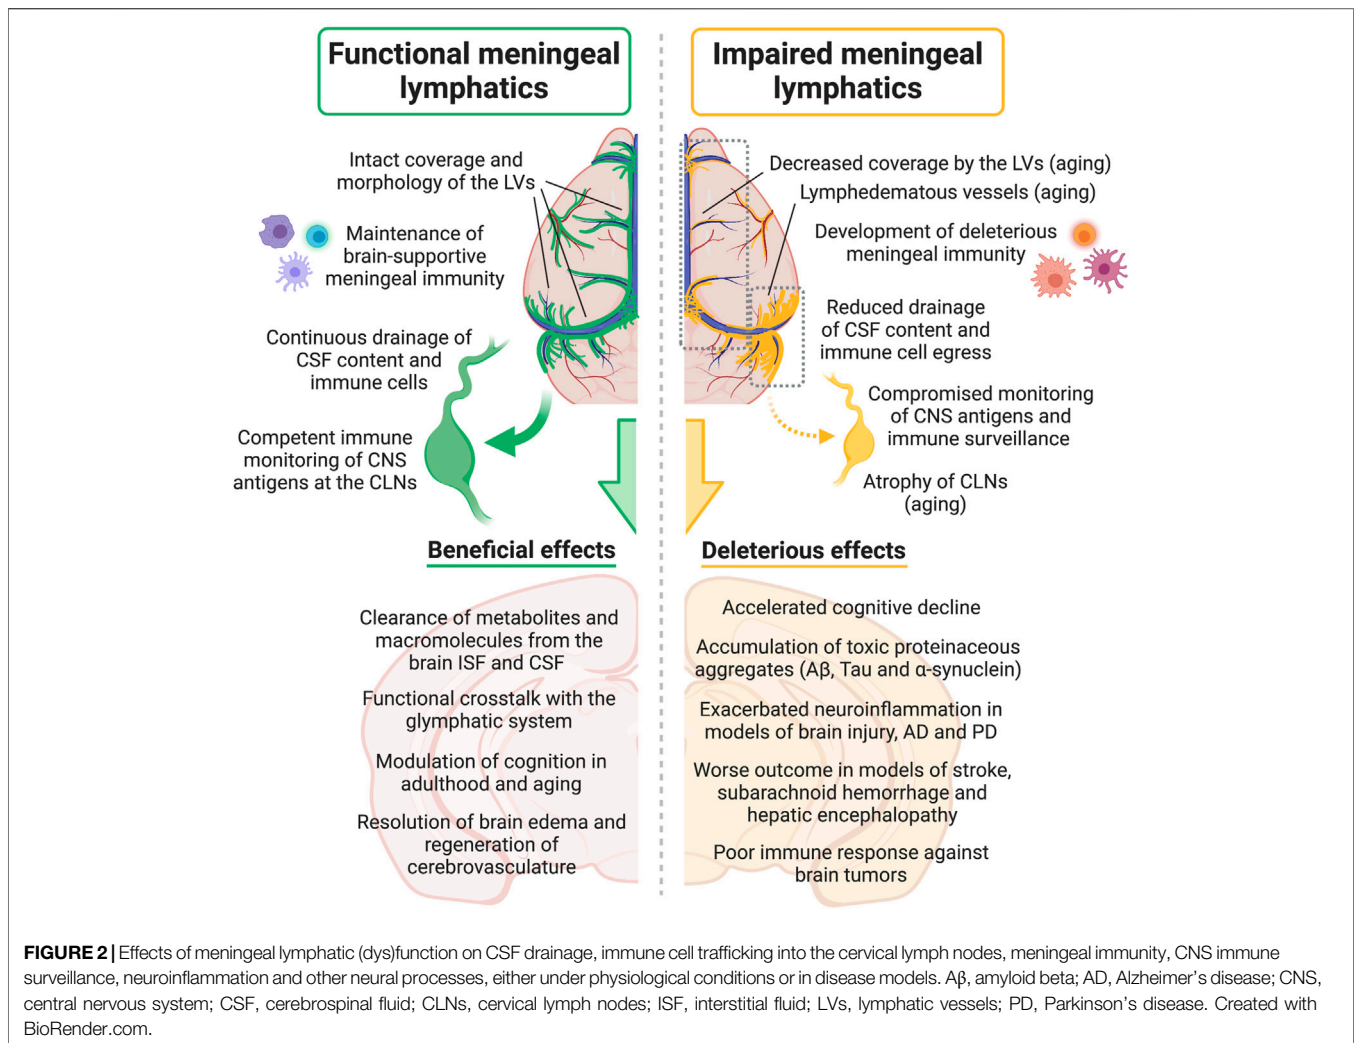 Functional meningeal
lymphatics
Intact coverage and
morphology of the LVs
Maintenance of
brain-supportive
meningeal immunity
Continuous drainage of
CSF content and
immune cells
Competent immune
monitoring of CNS
antigens at the CLNs
Beneficial effects
Clearance of metabolites and
macromolecules from the
brain ISF and CSF
Functional crosstalk with the
glymphatic system
Modulation of cognition in
adulthood and aging
Resolution of brain edema and
regeneration of
cerebrovasculature
Impaired meningeal
lymphatics
Decreased coverage by the LVs (aging)
Lymphedematous vessels (aging)
Development of deleterious
meningeal immunity
Reduced drainage
of CSF content and
immune cell egress
Compromised monitoring
of CNS antigens and
immune surveillance
Atrophy of CLNs
(aging)
Deleterious effects
Accelerated cognitive decline
Accumulation of toxic proteinaceous
aggregates (Aβ, Tau and α-synuclein)
Exacerbated neuroinflammation in
models of brain injury, AD and PD
Worse outcome in models of stroke,
subarachnoid hemorrhage and
hepatic encephalopathy
Poor immune response against
brain tumors
FIGURE 2 | Effects of meningeal lymphatic (dys)function on CSF drainage, immune cell trafficking into the cervical lymph nodes, meningeal immunity, CNS immune
surveillance, neuroinflammation and other neural processes, either under physiological conditions or in disease models. Aβ, amyloid beta; AD, Alzheimer's disease; CNS,
central nervous system; CSF, cerebrospinal fluid; CLNs, cervical lymph nodes; ISF, interstitial fluid; LVs, lymphatic vessels; PD, Parkinson's disease. Created with
BioRender.com.